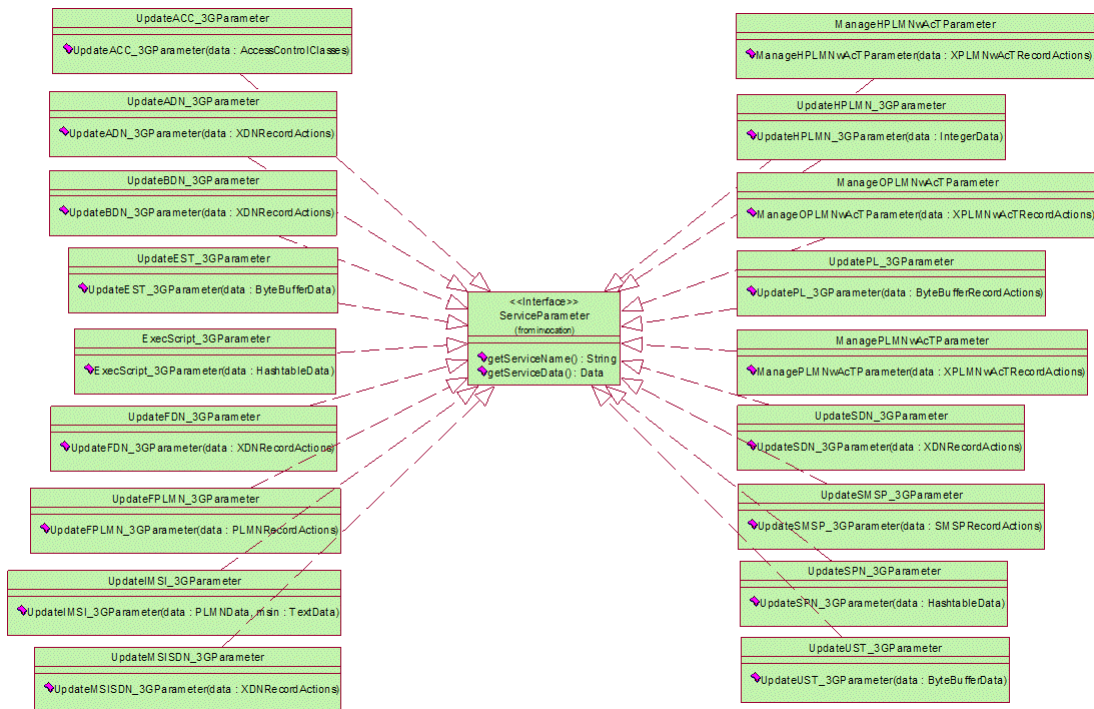 UpdateACC_3GParameter
UpdateACC_3GParameter(data : AccessControlClasses)
UpdateADN_3GParameter
UpdateADN_3GParameter(data : XDNRecordActions)
UpdateBDN_3GParameter
UpdateBDN_3GParameter(data : XDNRecordActions)
UpdateEST_3GParameter
UpdateEST_3GParameter(data : ByteBufferData)
ExecScript_3GParameter
ExecScript_3GParameter(data : HashtableData)
UpdateFDN_3GParameter
UpdateFDN_3GParameter(data : XDNRecordActions)
UpdateFPLMN_3GParameter
UpdateFPLMN_3GParameter(data : PLMNRecordActions)
UpdateIMSI_3GParameter
UpdateIMSI_3GParameter(data : PLMNData, msin : TextData)
UpdateMSISDN_3GParameter
UpdateMSISDN_3GParameter(data : XDNRecordActions)
<<Interface>>
ServiceParameter
(from invocation)
getServiceName() : String
getServiceData() : Data
ManageHPLMNwAcTParameter
ManageHPLMNwAcTParameter(data : XPLMNwAcTRecordActions)
UpdateHPLMN_3GParameter
UpdateHPLMN_3GParameter(data : IntegerData)
ManageOPLMNwAcTParameter
ManageOPLMNwAcTParameter(data : XPLMNwAcTRecordActions)
UpdatePL_3GParameter
UpdatePL_3GParameter(data : ByteBufferRecordActions)
ManagePLMNwAcTParameter
ManagePLMNwAcTParameter(data : XPLMNwAcTRecordActions)
UpdateSDN_3GParameter
UpdateSDN_3GParameter(data : XDNRecordActions)
UpdateSMSP_3GParameter
UpdateSMSP_3GParameter(data : SMSPRecordActions)
UpdateSPN_3GParameter
UpdateSPN_3GParameter(data : HashtableData)
UpdateUST_3GParameter
UpdateUST_3GParameter(data : ByteBufferData)